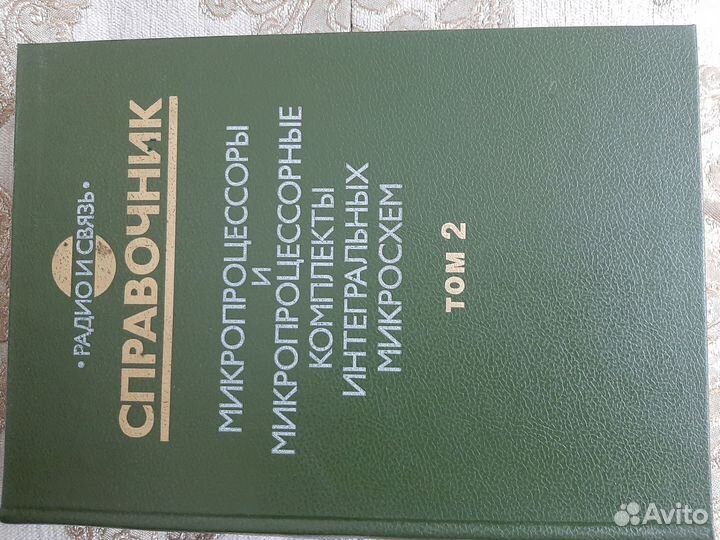 • РАДИО И СВЯЗЬ •
СПРАВОЧНИК
МИКРОПРОЦЕССОРЫ
И
МИКРОПРОЦЕССОРНЫЕ
КОМПЛЕКТЫ
ИНТЕГРАЛЬНЫХ
МИКРОСХЕМ
ТОМ 2
Avito